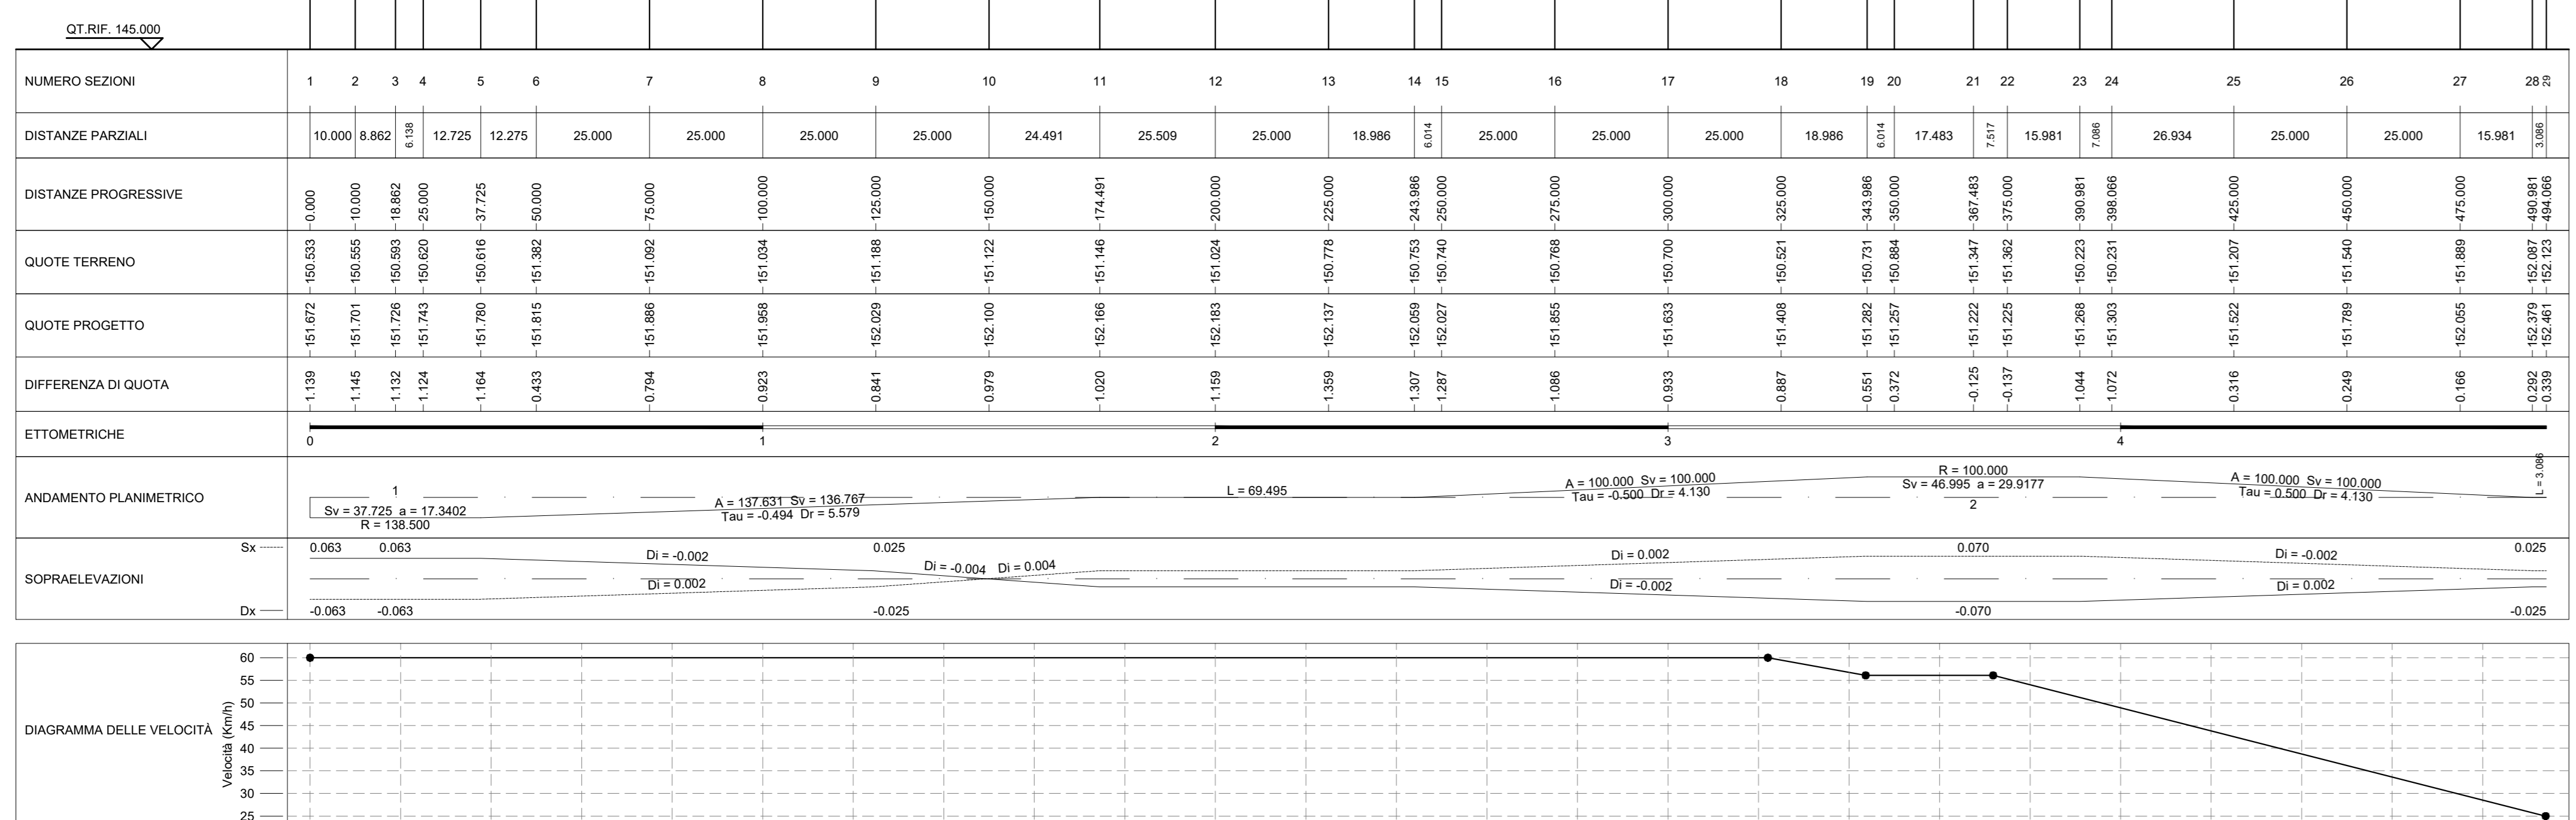 QT.RIF. 145.000
NUMERO SEZIONI 1 2 3 4 5 6 7 8 9 10 11 12 13 14 15 16 17 18 19 20 21 22 23 24 25 26 27 28 29
DISTANZE PARZIALI 10.000 8.862 6.138 12.725 12.275 25.000 25.000 25.000 25.000 24.491 25.509 25.000 18.986 6.014 25.000 25.000 25.000 18.986 6.014 17.483 7.517 15.981 7.086 26.934 25.000 25.000 15.981 3.086
DISTANZE PROGRESSIVE 0.000 10.000 18.862 25.000 37.725 50.000 75.000 100.000 125.000 150.000 174.491 200.000 225.000 243.986 250.000 275.000 300.000 325.000 343.986 350.000 367.483 375.000 390.981 398.066 425.000 450.000 475.000 490.981 494.066
QUOTE TERRENO 150.533 150.555 150.593 150.620 150.616 151.382 151.092 151.034 151.188 151.122 151.146 151.024 150.778 150.753 150.740 150.768 150.700 150.521 150.731 150.884 151.347 151.362 150.223 150.231 151.207 151.540 151.889 152.087 152.123
QUOTE PROGETTO 151.672 151.701 151.726 151.743 151.780 151.815 151.886 151.958 152.029 152.100 152.166 152.183 152.137 152.059 152.027 151.855 151.633 151.408 151.282 151.257 151.222 151.225 151.268 151.303 151.522 151.789 152.055 152.379 152.461
DIFFERENZA DI QUOTA 1.139 1.145 1.132 1.124 1.164 0.433 0.794 0.923 0.841 0.979 1.020 1.159 1.359 1.307 1.287 1.086 0.933 0.887 0.551 0.372 -0.125 -0.137 1.044 1.072 0.316 0.249 0.166 0.292 0.339
ETTOMETRICHE
0 1 2 3 4
ANDAMENTO PLANIMETRICO
1
Sv = 37.725 a = 17.3402
R = 138.500
A = 137.631 Sv = 136.767
Tau = -0.494 Dr = 5.579
L = 69.495
A = 100.000 Sv = 100.000
Tau = -0.500 Dr = 4.130
R = 100.000
Sv = 46.995 a = 29.9177
2
A = 100.000 Sv = 100.000
Tau = 0.500 Dr = 4.130
L = 3.086
SOPRAELEVAZIONI
Sx 0.063 0.063 0.025 0.070 0.025
Di = -0.002 Di = -0.004 Di = 0.004 Di = 0.002 Di = -0.002
Di = 0.002 Di = -0.002 Di = 0.002
Dx -0.063 -0.063 -0.025 -0.070 -0.025
DIAGRAMMA DELLE VELOCITÀ
Velocità (Km/h)
60
55
50
45
40
35
30
25